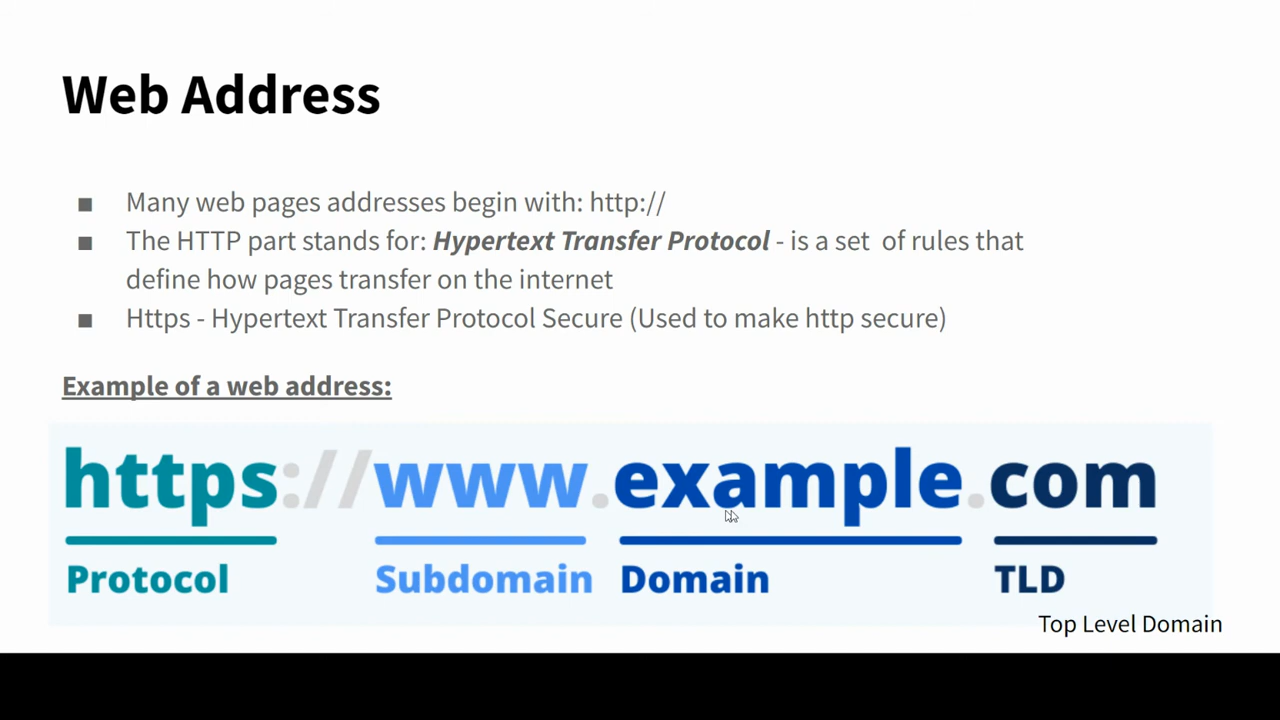 Web Address
■ Many web pages addresses begin with: http://
■ The HTTP part stands for: Hypertext Transfer Protocol - is a set of rules that
define how pages transfer on the internet
■ Https - Hypertext Transfer Protocol Secure (Used to make http secure)
Example of a web address:
https://www.example.com
Protocol Subdomain Domain TLD
Top Level Domain